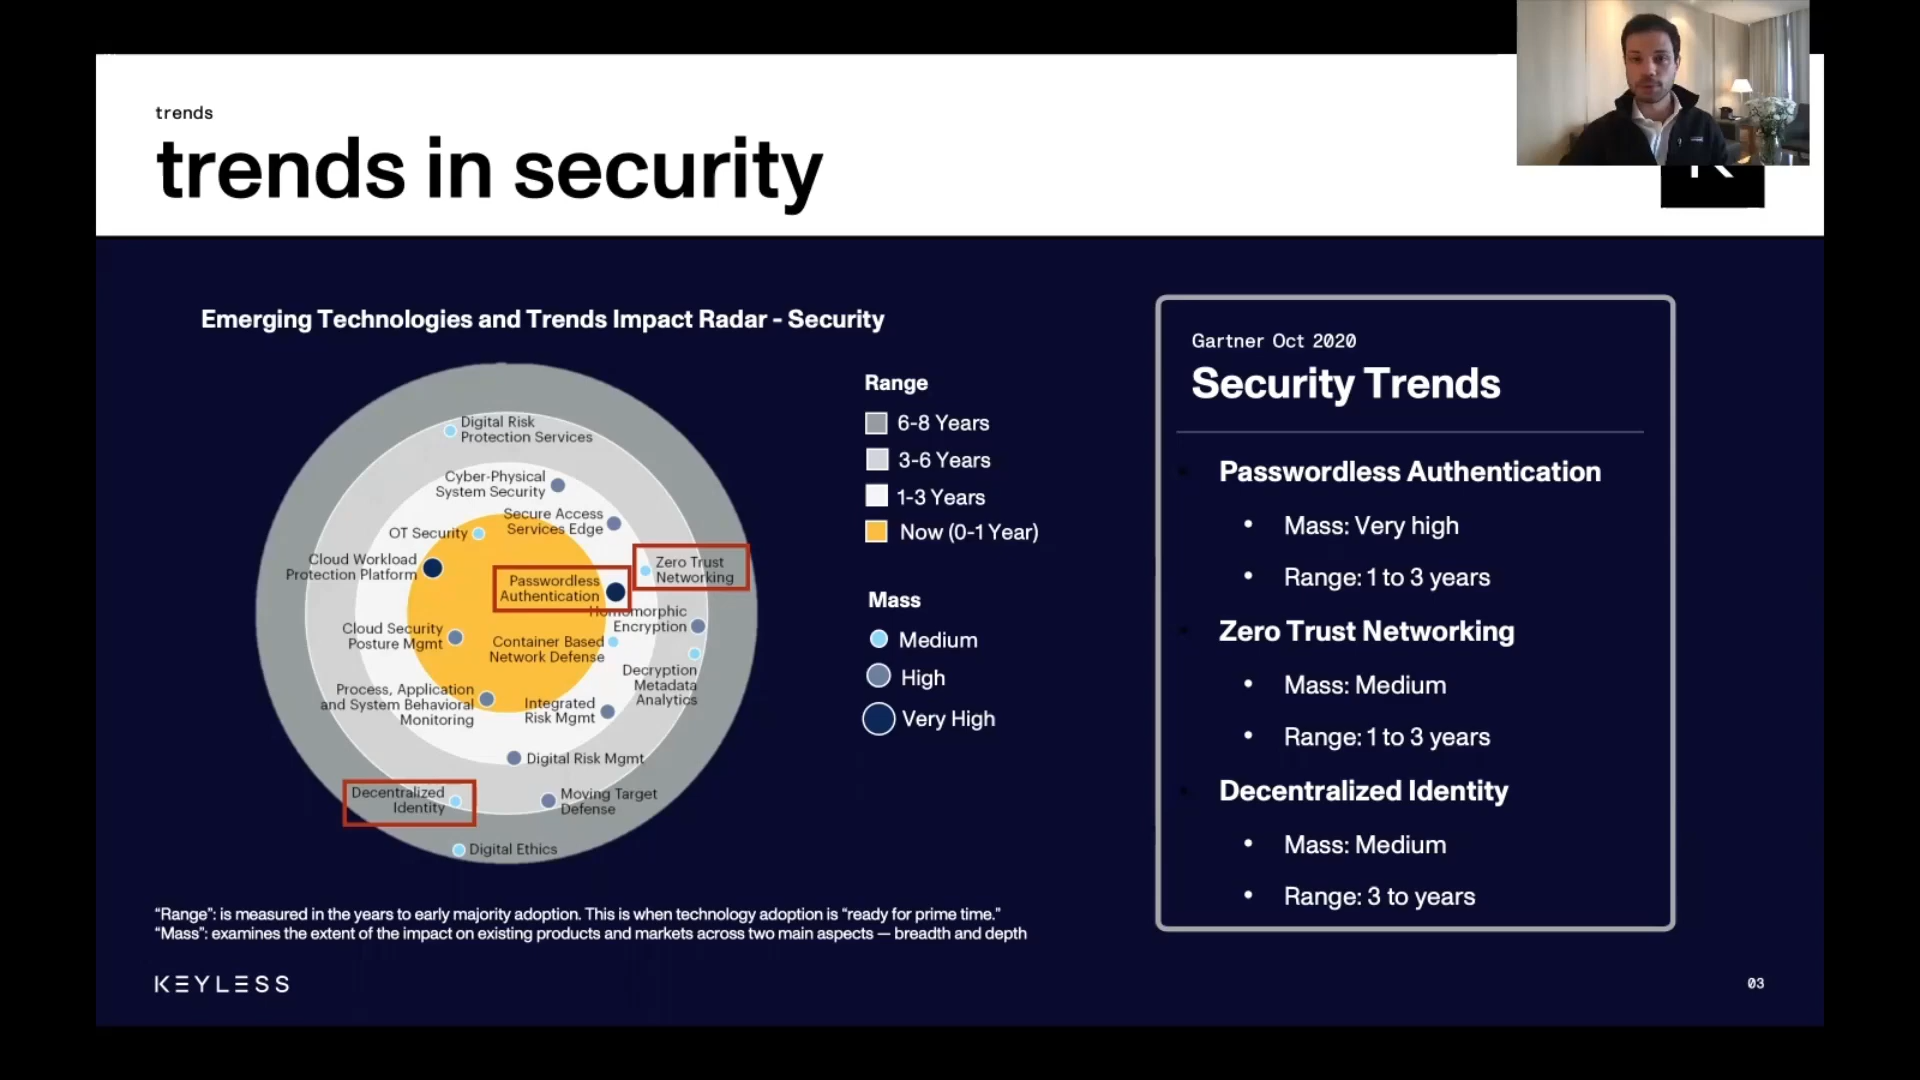 trends
trends in security
Emerging Technologies and Trends Impact Radar - Security
Digital Risk
Protection Services
Cyber-Physical
System Security
Secure Access
Services Edge
OT Security
Cloud Workload
Protection Platform
Zero Trust
Networking
Passwordless
Authentication
Homomorphic
Encryption
Cloud Security
Posture Mgmt
Container Based
Network Defense
Decryption
Metadata
Analytics
Process, Application
and System Behavioral
Monitoring
Integrated
Risk Mgmt
Digital Risk Mgmt
Decentralized
Identity
Moving Target
Defense
Digital Ethics
Range
6-8 Years
3-6 Years
1-3 Years
Now (0-1 Year)
Mass
Medium
High
Very High
Gartner Oct 2020
Security Trends
Passwordless Authentication
• Mass: Very high
• Range: 1 to 3 years
Zero Trust Networking
• Mass: Medium
• Range: 1 to 3 years
Decentralized Identity
• Mass: Medium
• Range: 3 to years
“Range”: is measured in the years to early majority adoption. This is when technology adoption is “ready for prime time.”
“Mass”: examines the extent of the impact on existing products and markets across two main aspects — breadth and depth
KEYLESS
03